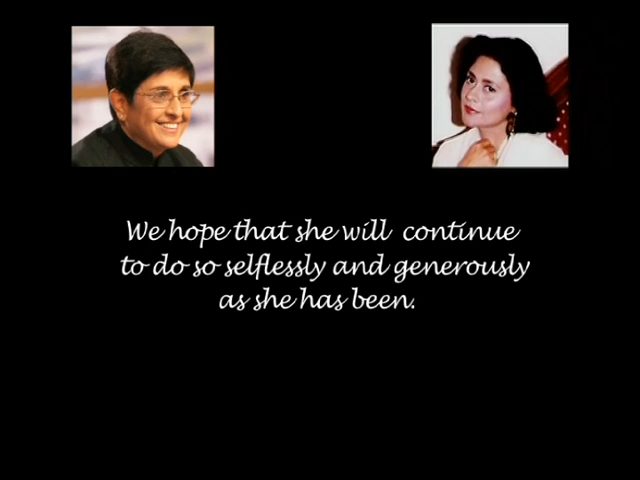 We hope that she will continue
to do so selflessly and generously
as she has been.